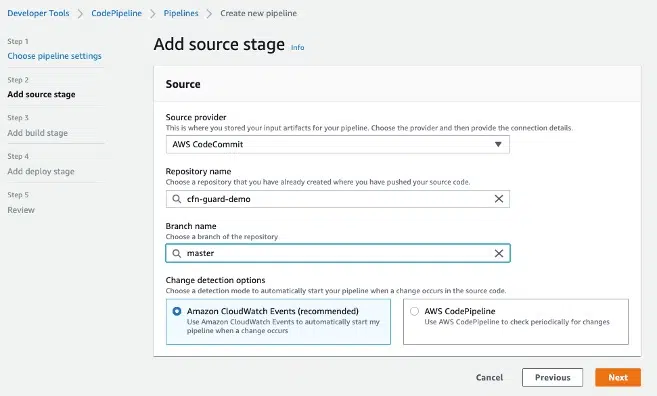 Developer Tools > CodePipeline > Pipelines > Create new pipeline
Step 1
Choose pipeline settings
Step 2
Add source stage
Step 3
Add build stage
Step 4
Add deploy stage
Step 5
Review
Add source stage Info
Source
Source provider
This is where you stored your input artifacts for your pipeline. Choose the provider and then provide the connection details.
AWS CodeCommit
Repository name
Choose a repository that you have already created where you have pushed your source code.
cfn-guard-demo
Branch name
Choose a branch of the repository
master
Change detection options
Choose a detection mode to automatically start your pipeline when a change occurs in the source code.
Amazon CloudWatch Events (recommended)
Use Amazon CloudWatch Events to automatically start my
pipeline when a change occurs
AWS CodePipeline
Use AWS CodePipeline to check periodically for changes
Cancel
Previous
Next